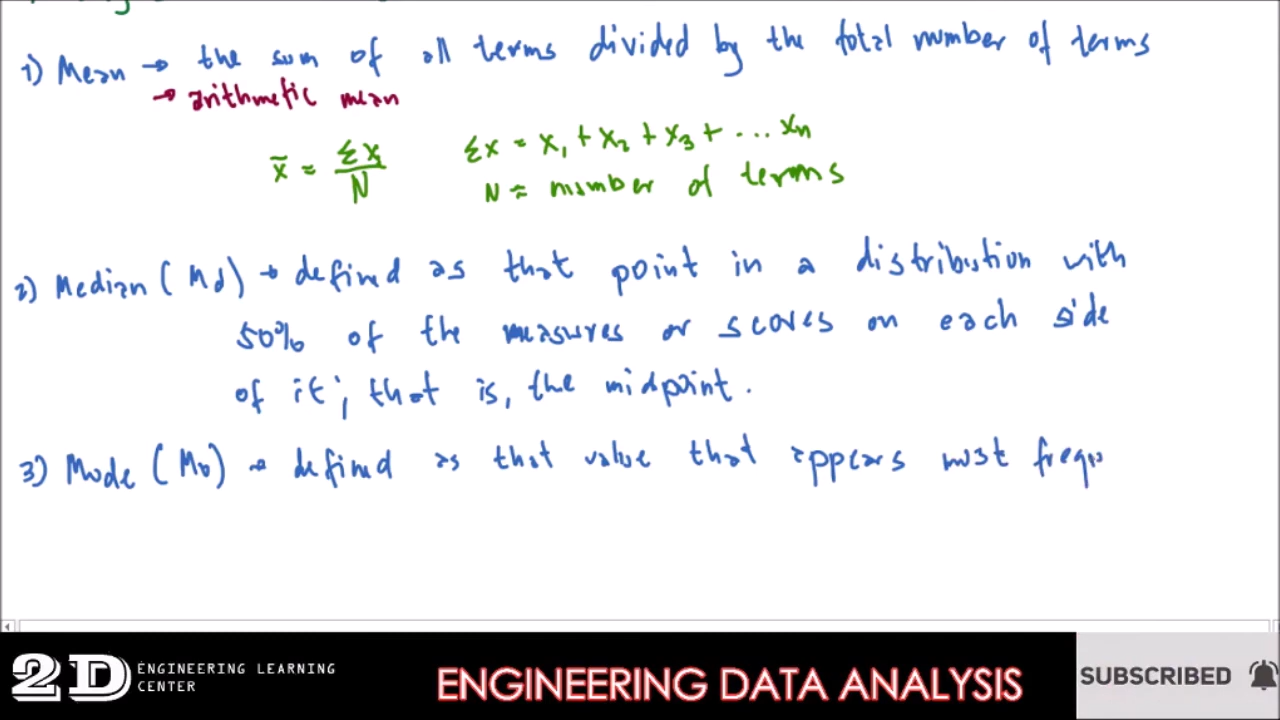 1) Mean → the sum of all terms divided by the total number of terms
→ arithmetic mean
x̄ = Σx/N Σx = x₁ + x₂ + x₃ + ... xₙ
N = number of terms
2) Median (Md) → defined as that point in a distribution with
50% of the measures or scores on each side
of it; that is, the midpoint.
3) Mode (Mo) → defined as that value that appears most frequ
2D ENGINEERING LEARNING
CENTER
ENGINEERING DATA ANALYSIS
SUBSCRIBED